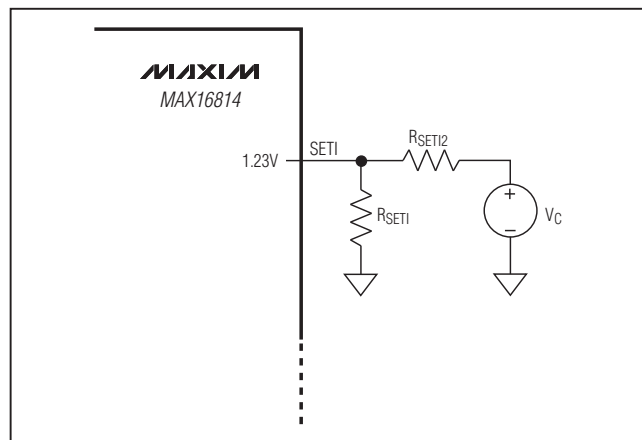 MAXIM
MAX16814
1.23V
SETI
RSETI2
RSETI
+
−
VC